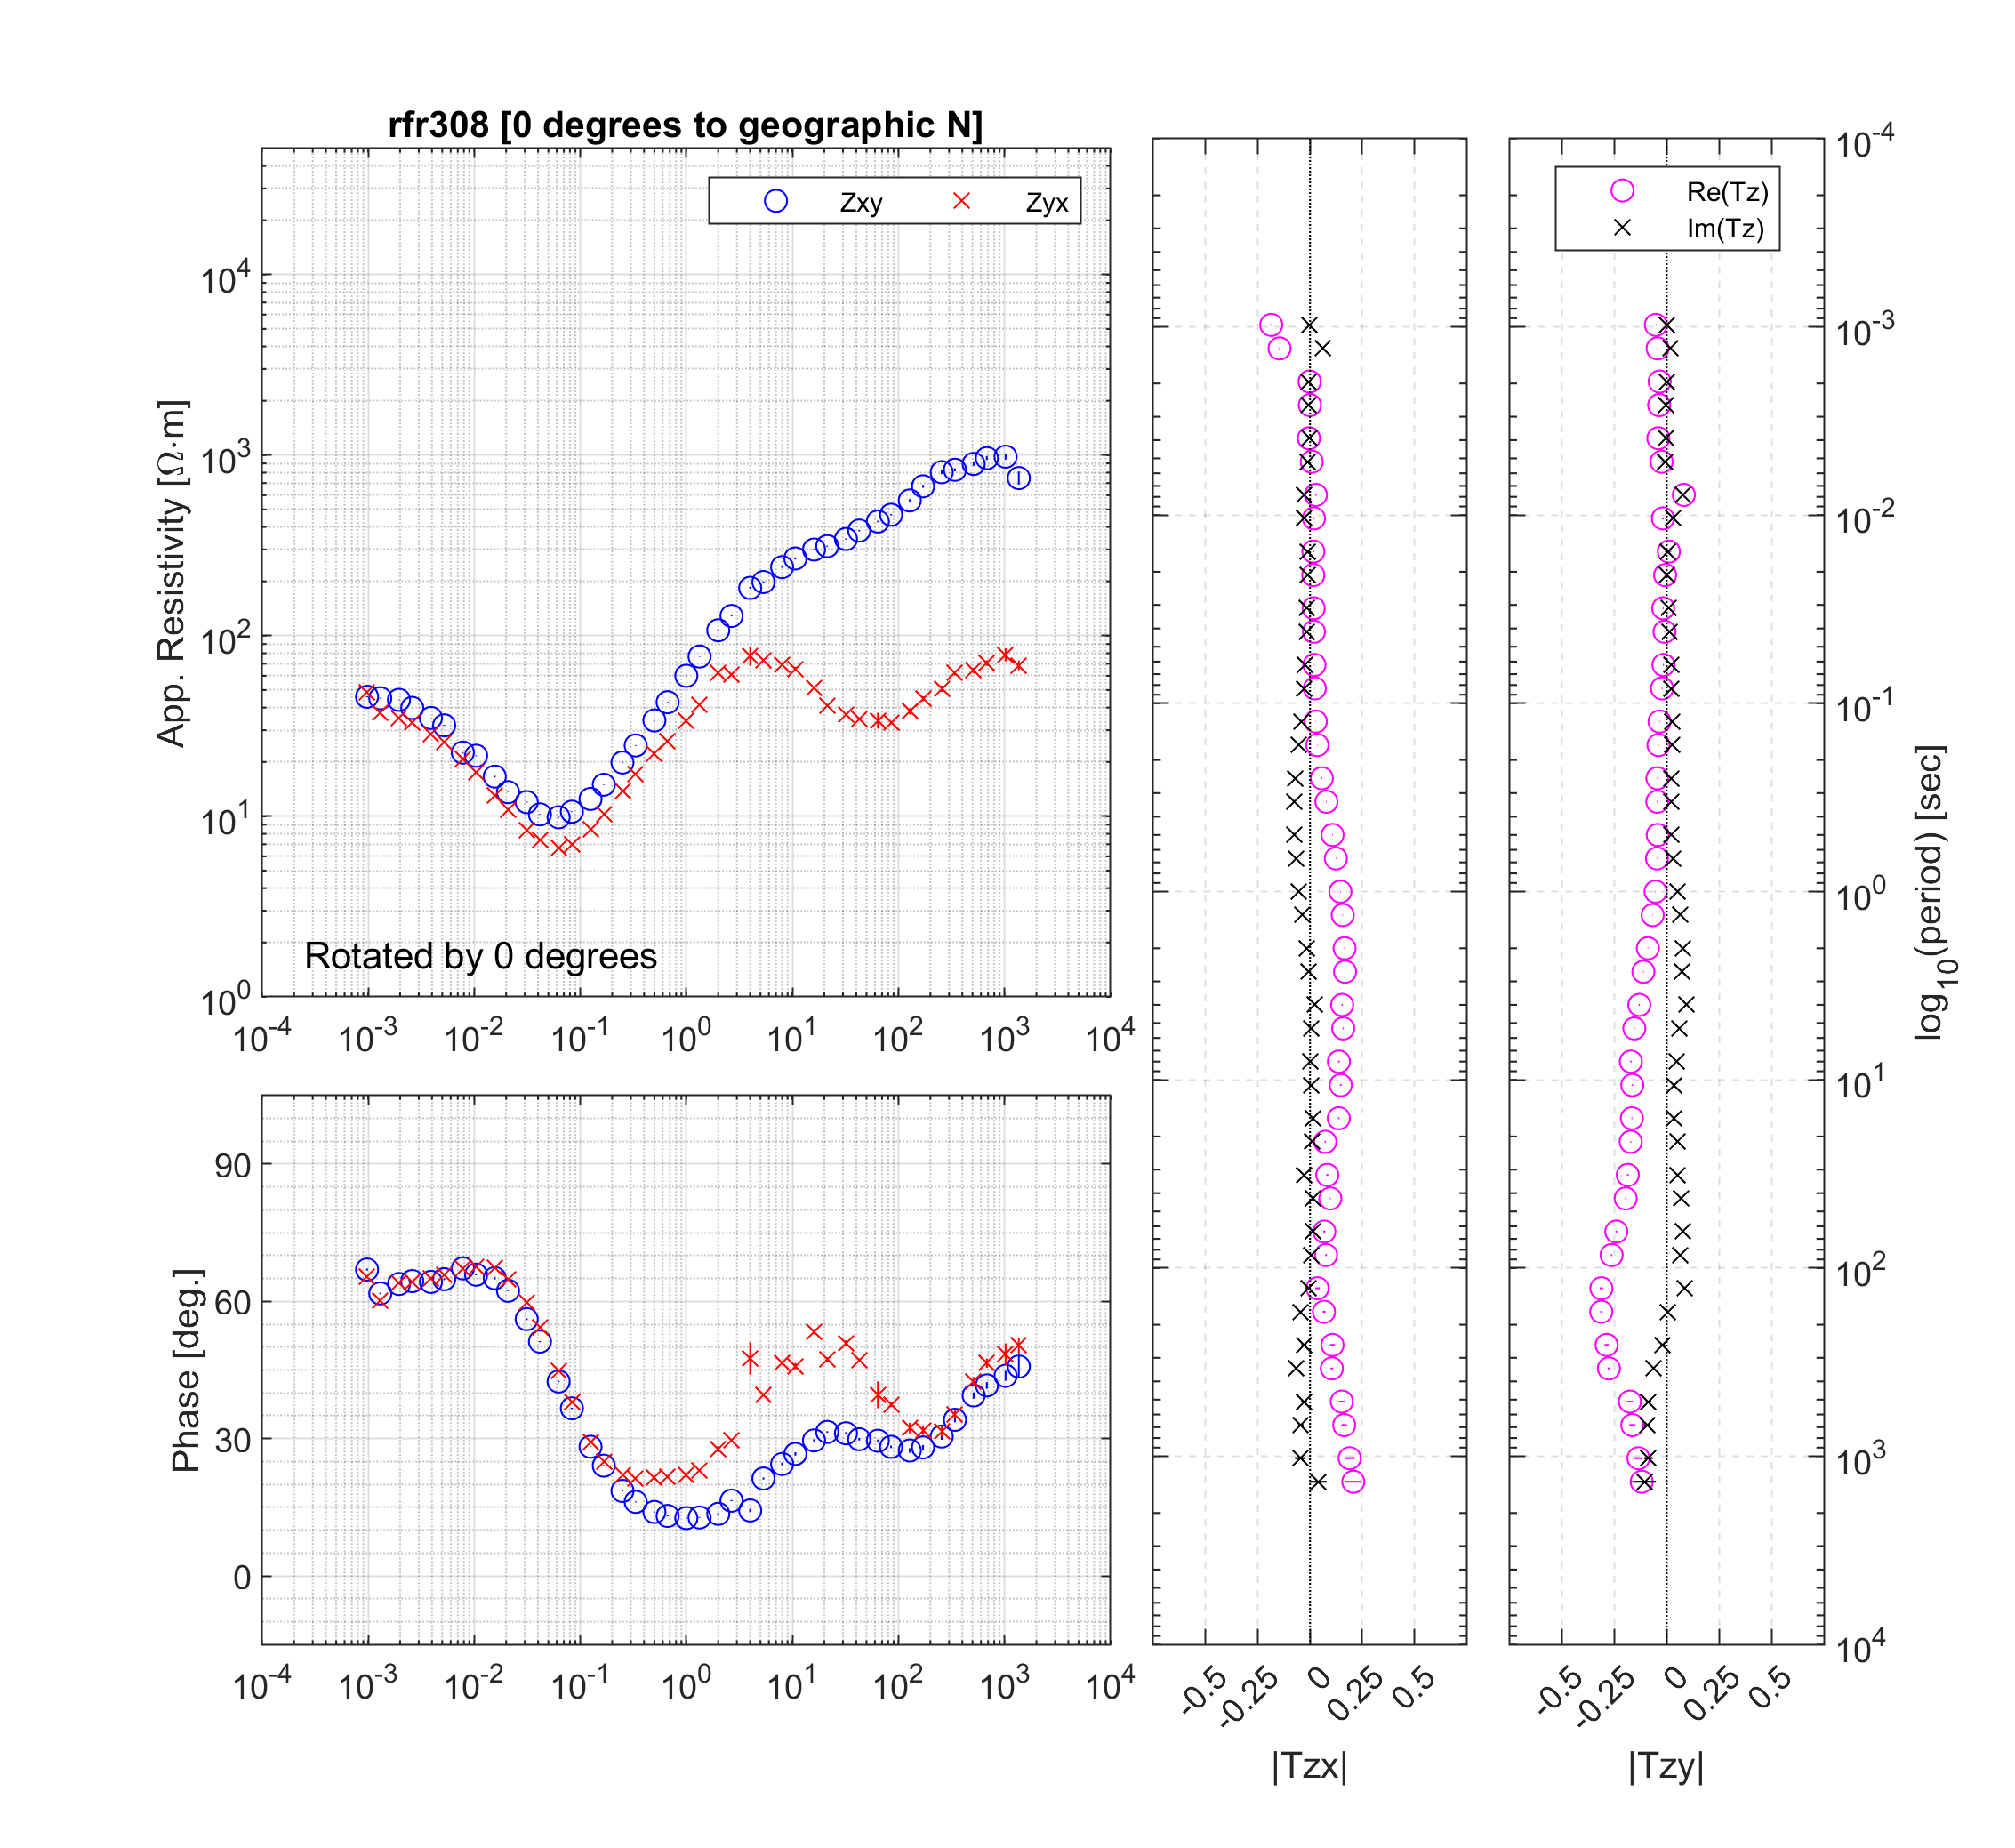 rfr308 [0 degrees to geographic N]
Zxy Zyx
App. Resistivity [Ω·m]
10^4
10^3
10^2
10^1
10^0
Rotated by 0 degrees
10^-4 10^-3 10^-2 10^-1 10^0 10^1 10^2 10^3 10^4
Phase [deg.]
90
60
30
0
10^-4 10^-3 10^-2 10^-1 10^0 10^1 10^2 10^3 10^4
-0.5 -0.25 0 0.25 0.5
|Tzx|
Re(Tz)
Im(Tz)
-0.5 -0.25 0 0.25 0.5
|Tzy|
10^-4
10^-3
10^-2
10^-1
10^0
10^1
10^2
10^3
10^4
log_10(period) [sec]